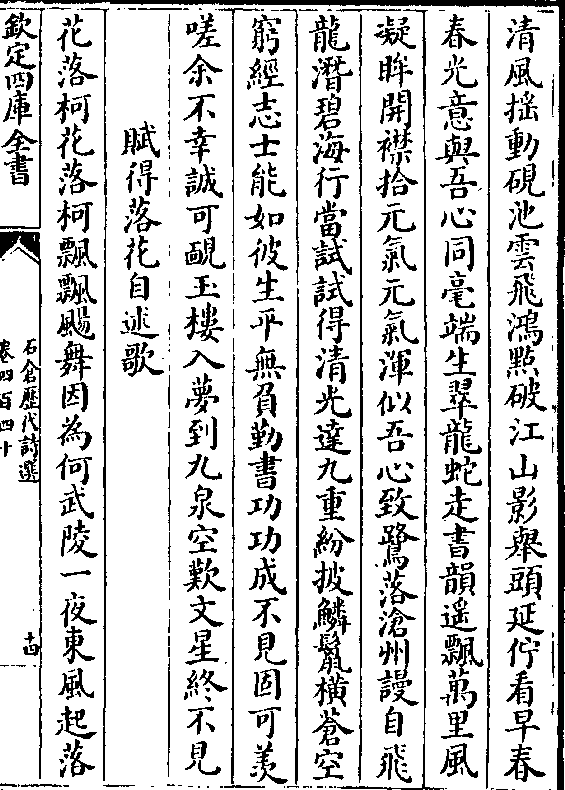 清風揺動硯池雲飛鴻㸃破江山影舉頭延佇看早春
春光意與吾心同毫端生翠龍蛇走書韻遥飄萬里風
凝眸開襟拾元氣元氣渾似吾心致鷺落滄州謾自飛
龍潛碧海行當試試得清光達九重紛披鱗鬛横蒼空
窮經志士能如彼生平無負勤書功功成不見固可羡
嗟余不幸誠可鄙玉樓入夢到九泉空歎文星終不見
賦得落花自述歌
花落柯花落柯飄飄颺舞因為何武陵一夜東風起落
欽定四庫全書
石倉歴代詩選
卷四百四十
十四